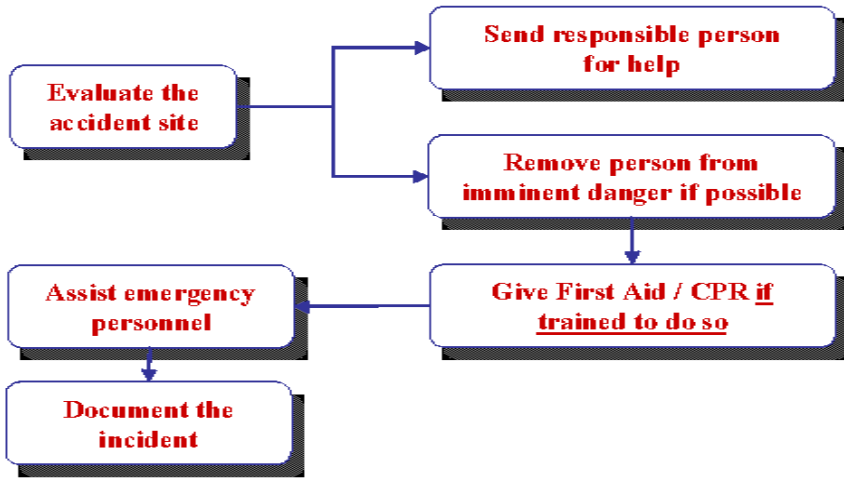 Evaluate the
accident site
Send responsible person
for help
Remove person from
imminent danger if possible
Give First Aid / CPR if
trained to do so
Assist emergency
personnel
Document the
incident